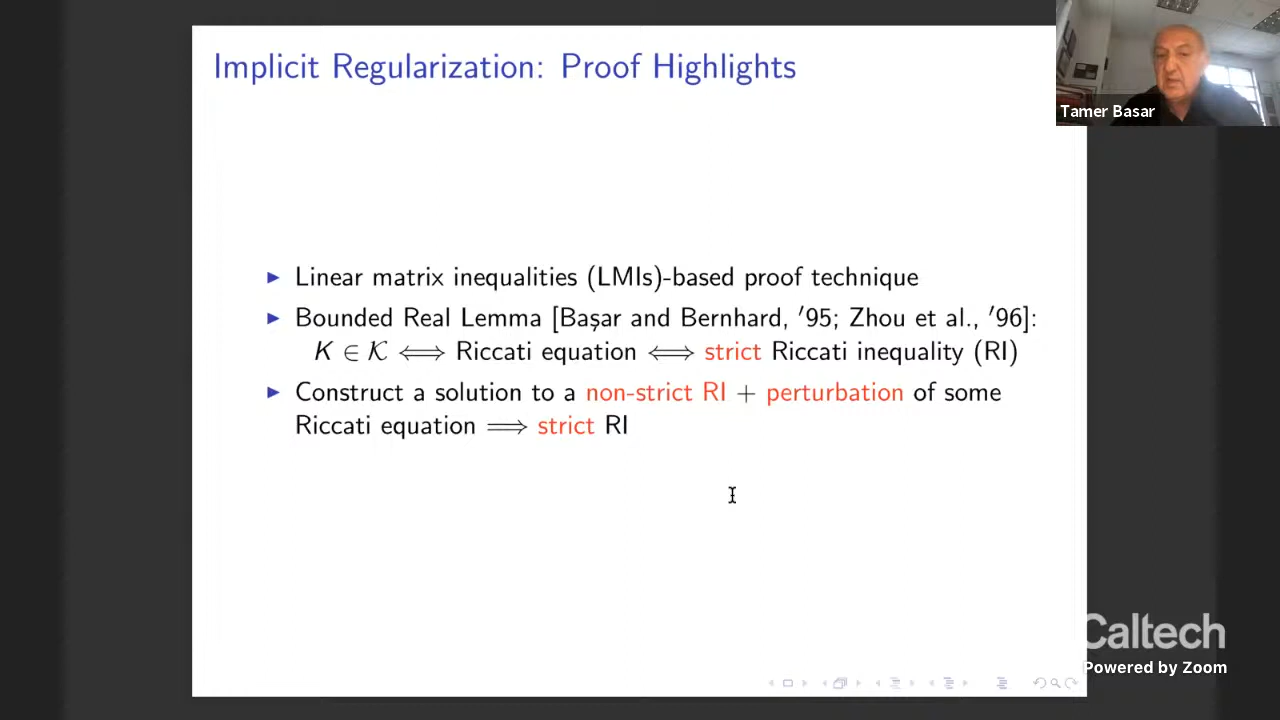 Implicit Regularization: Proof Highlights
Tamer Basar
▶ Linear matrix inequalities (LMIs)-based proof technique
▶ Bounded Real Lemma [Başar and Bernhard, ′95; Zhou et al., ′96]:
K ∈ 𝒦 ⟺ Riccati equation ⟺ strict Riccati inequality (RI)
▶ Construct a solution to a non-strict RI + perturbation of some
Riccati equation ⟹ strict RI
Caltech
Powered by Zoom